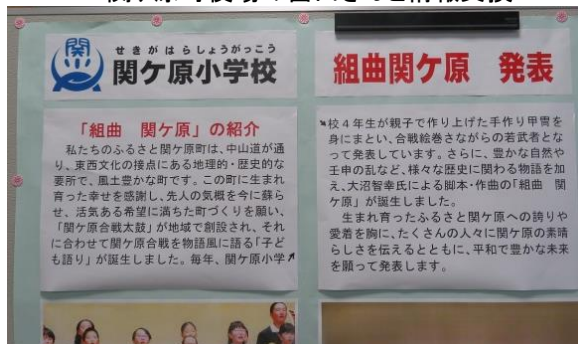 せきがはらしょうがっこう
関
関ケ原小学校
「組曲　関ケ原」の紹介
私たちのふるさと関ケ原町は、中山道が通
り、東西文化の接点にある地理的・歴史的な
要所で、風土豊かな町です。この町に生まれ
育った幸せを感謝し、先人の気概を今に蘇ら
せ、活気ある希望に満ちた町づくりを願い、
「関ケ原合戦太鼓」が地域で創設され、それ
に合わせて関ケ原合戦を物語風に語る「子ど
も語り」が誕生しました。毎年、関ケ原小学
組曲関ケ原　発表
校４年生が親子で作り上げた手作り甲冑を
身にまとい、合戦絵巻さながらの若武者とな
って発表しています。さらに、豊かな自然や
壬申の乱など、様々な歴史に関わる物語を加
え、大沼智幸氏による脚本・作曲の「組曲　関
ケ原」が誕生しました。
生まれ育ったふるさと関ケ原への誇りや
愛着を胸に、たくさんの人々に関ケ原の素晴
らしさを伝えるとともに、平和で豊かな未来
を願って発表します。